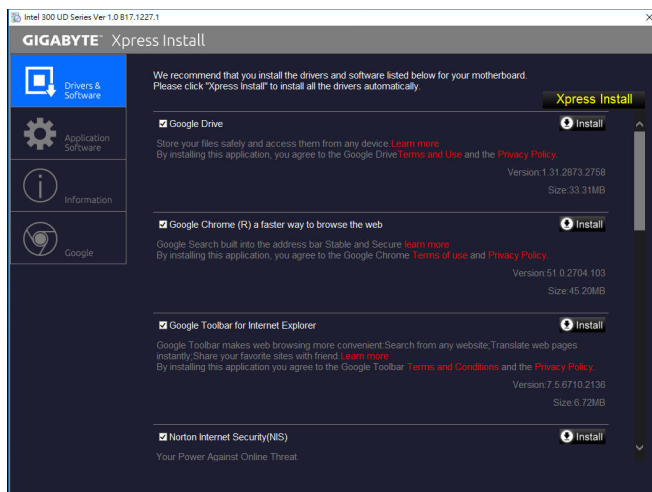 Intel 300 UD Series Ver 1.0 B17.1227.1
GIGABYTE™ Xpress Install
Drivers &
Software
Application
Software
Information
Google
We recommend that you install the drivers and software listed below for your motherboard.
Please click "Xpress Install" to install all the drivers automatically.
Xpress Install
Google Drive
Install
Store your files safely and access them from any device.Learn more
By installing this application, you agree to the Google DriveTerms and Use and the Privacy Policy.
Version:1.31.2873.2758
Size:33.31MB
Google Chrome (R) a faster way to browse the web
Install
Google Search built into the address bar Stable and Secure learn more
By installing this application, you agree to the Google Chrome Terms of use and Privacy Policy.
Version:51.0.2704.103
Size:45.20MB
Google Toolbar for Internet Explorer
Install
Google Toolbar makes web browsing more convenient:Search from any website;Translate web pages
instantly;Share your favorite sites with friend.Learn more
By installing this application you agree to the Google Toolbar Terms and Conditions and the Privacy Policy.
Version:7.5.6710.2136
Size:6.72MB
Norton Internet Security(NIS)
Install
Your Power Against Online Threat.